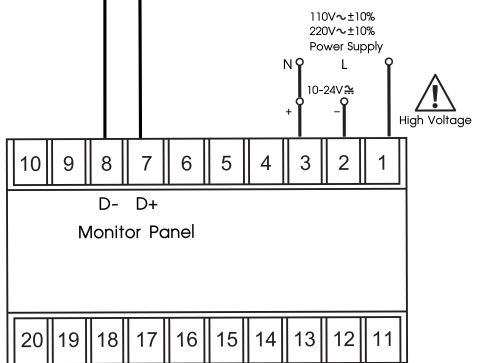 110V~±10%
220V~±10%
Power Supply
N L
10-24V
+ −
High Voltage
10 9 8 7 6 5 4 3 2 1
D- D+
Monitor Panel
20 19 18 17 16 15 14 13 12 11